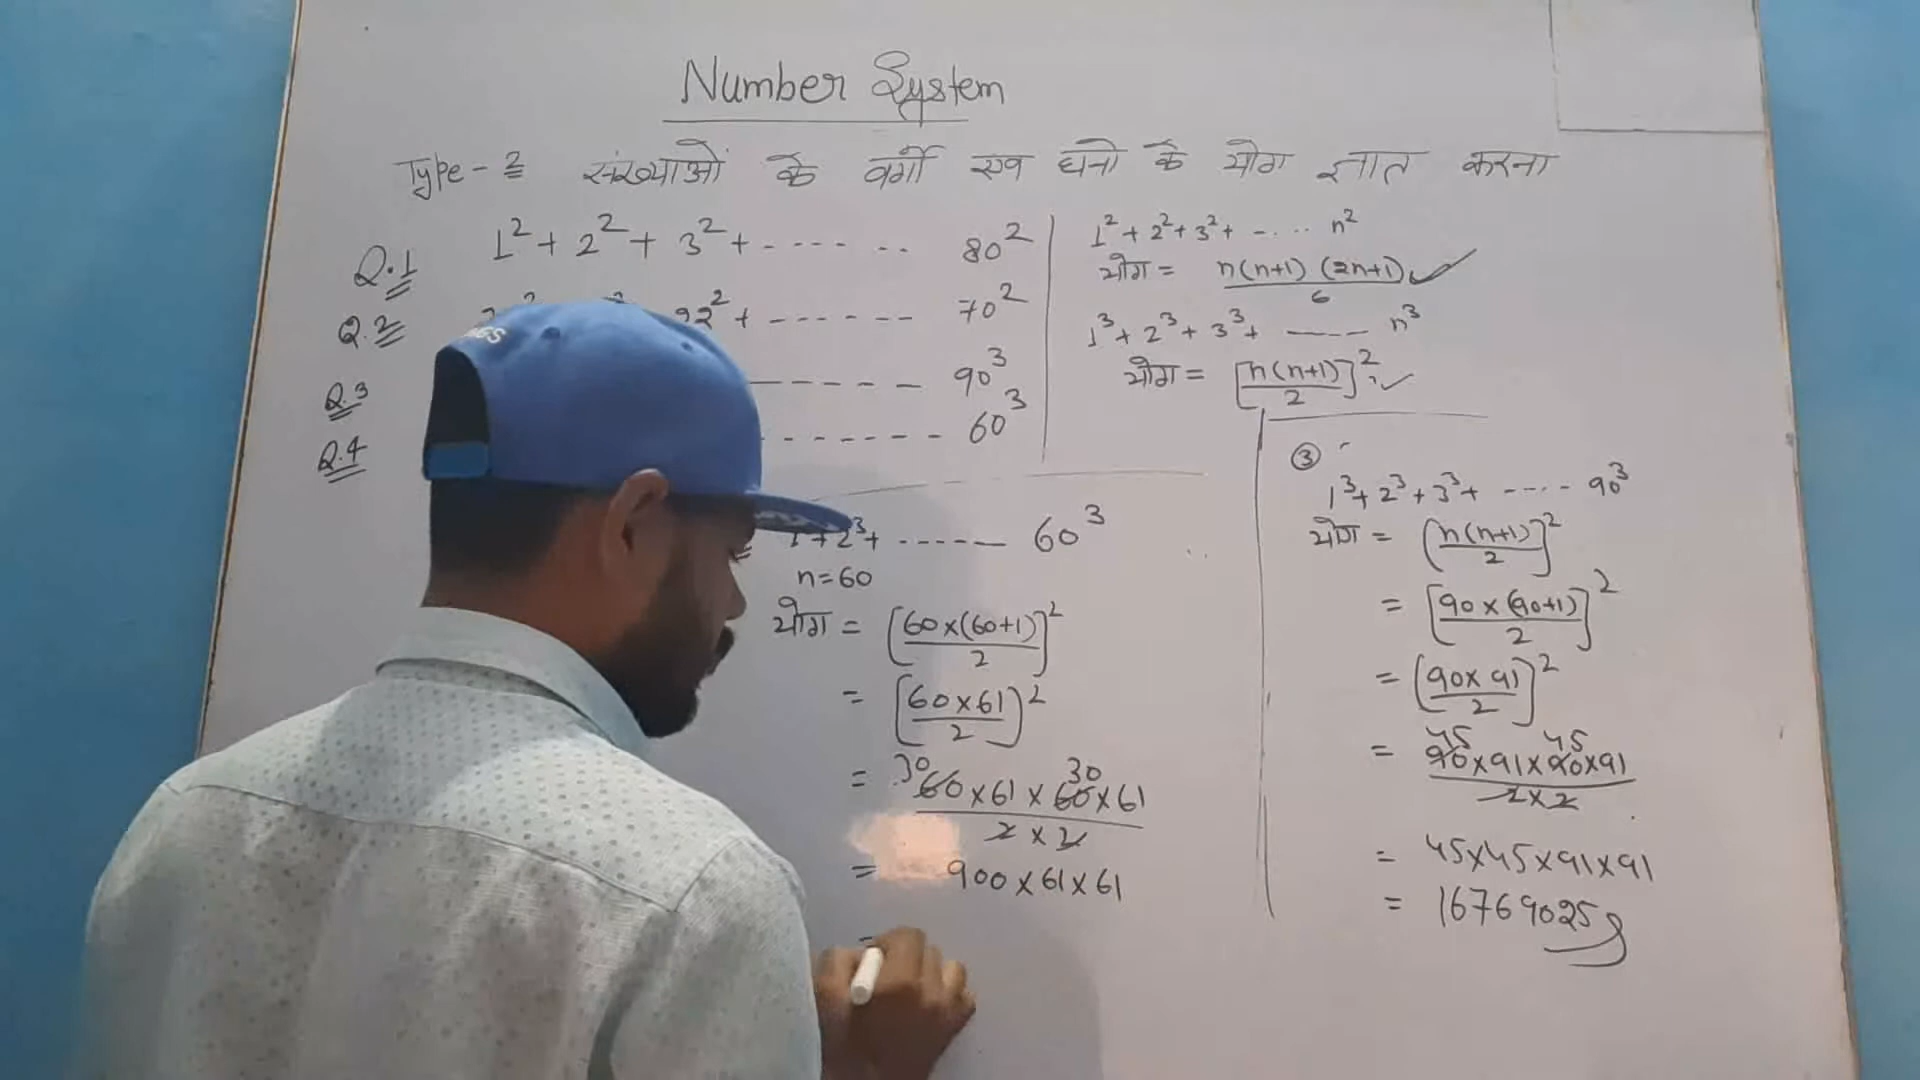 Number System
Type-2 संख्याओं के वर्गो एव घनो के योग ज्ञात करना
Q.1 1² + 2² + 3² + ------ 80²
Q.2 22² + ------ 70²
Q.3 ------ 90³
Q.4 ------ 60³
1² + 2² + 3² + ----- n²
योग = n(n+1) (2n+1) / 6
1³ + 2³ + 3³ + ----- n³
योग = [n(n+1) / 2]²
1 + 2³ + ------ 60³
n = 60
योग = [60×(60+1) / 2]²
= [60×61 / 2]²
= 30 60×61 × 30 60×61 / 2 × 2
= 900×61×61
=
③
1³ + 2³ + 3³ + ---- 90³
योग = [n(n+1) / 2]²
= [90×(90+1) / 2]²
= [90×91 / 2]²
= 45 90×91× 45 90×91 / 2×2
= 45×45×91×91
= 16769025